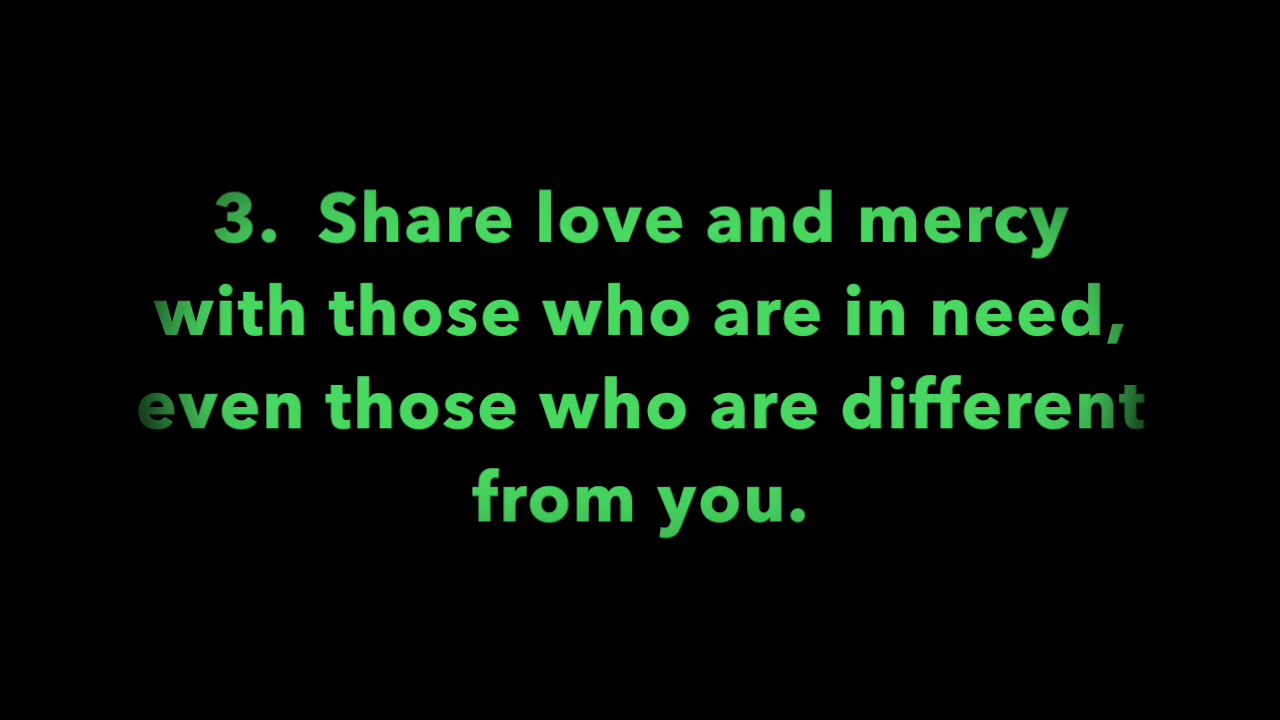 3.  Share love and mercy
with those who are in need,
even those who are different
from you.